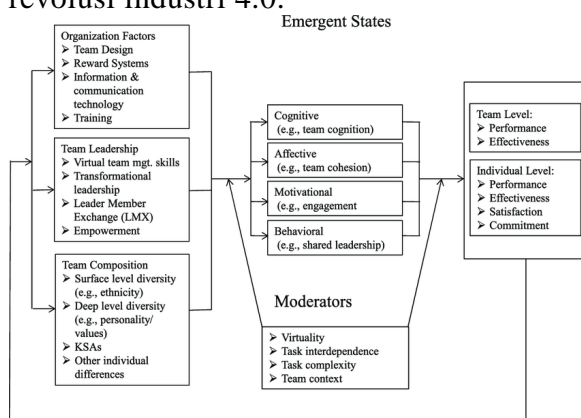 revolusi industri 4.0.
Emergent States
Organization Factors
➢ Team Design
➢ Reward Systems
➢ Information &
communication
technology
➢ Training
Team Leadership
➢ Virtual team mgt. skills
➢ Transformational
leadership
➢ Leader Member
Exchange (LMX)
➢ Empowerment
Team Composition
➢ Surface level diversity
(e.g., ethnicity)
➢ Deep level diversity
(e.g., personality/
values)
➢ KSAs
➢ Other individual
differences
Cognitive
(e.g., team cognition)
Affective
(e.g., team cohesion)
Motivational
(e.g., engagement
Behavioral
(e.g., shared leadership)
Moderators
➢ Virtuality
➢ Task interdependence
➢ Task complexity
➢ Team context
Team Level:
➢ Performance
➢ Effectiveness
Individual Level:
➢ Performance
➢ Effectiveness
➢ Satisfaction
➢ Commitment